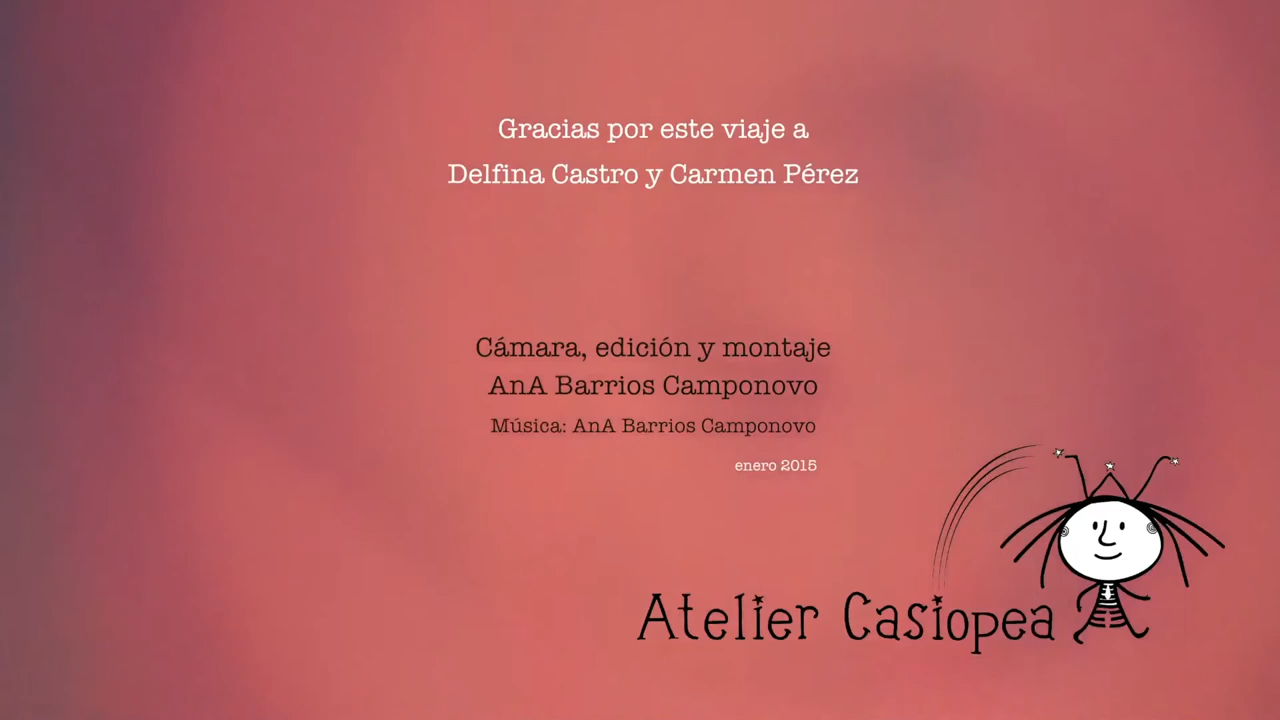 Gracias por este viaje a
Delfina Castro y Carmen Pérez
Cámara, edición y montaje
AnA Barrios Camponovo
Música: AnA Barrios Camponovo
enero 2015
Atelier Casiopea